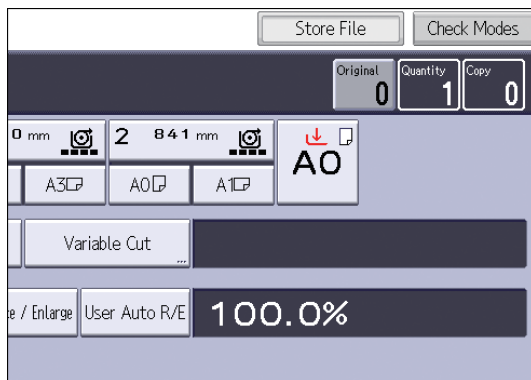 Store File
Check Modes
Original
0
Quantity
1
Copy
0
0 mm
2 841 mm
A0
A3
A0
A1
Variable Cut
...
e / Enlarge
User Auto R/E
100.0%